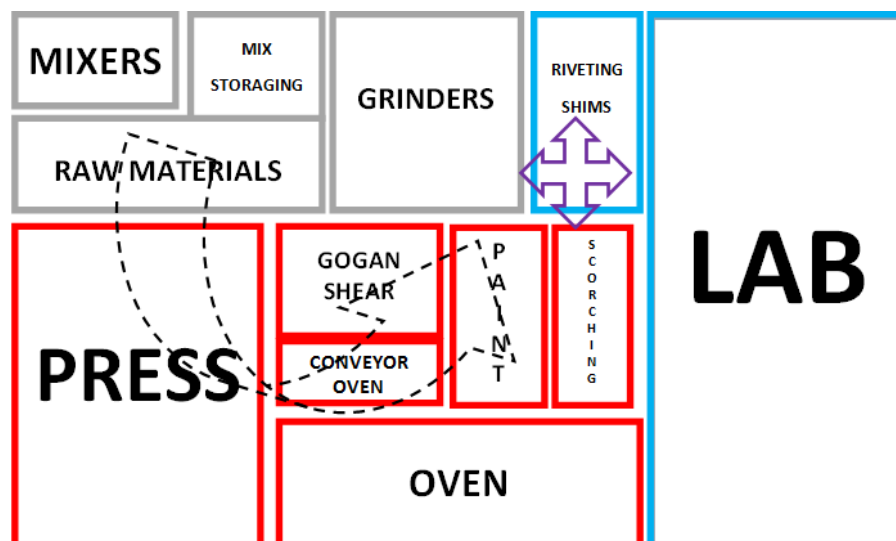 MIXERS
MIX
STORAGING
GRINDERS
RIVETING
SHIMS
RAW MATERIALS
LAB
PRESS
GOGAN
SHEAR
CONVEYOR
OVEN
P
A
I
N
T
S
C
O
R
C
H
I
N
G
OVEN